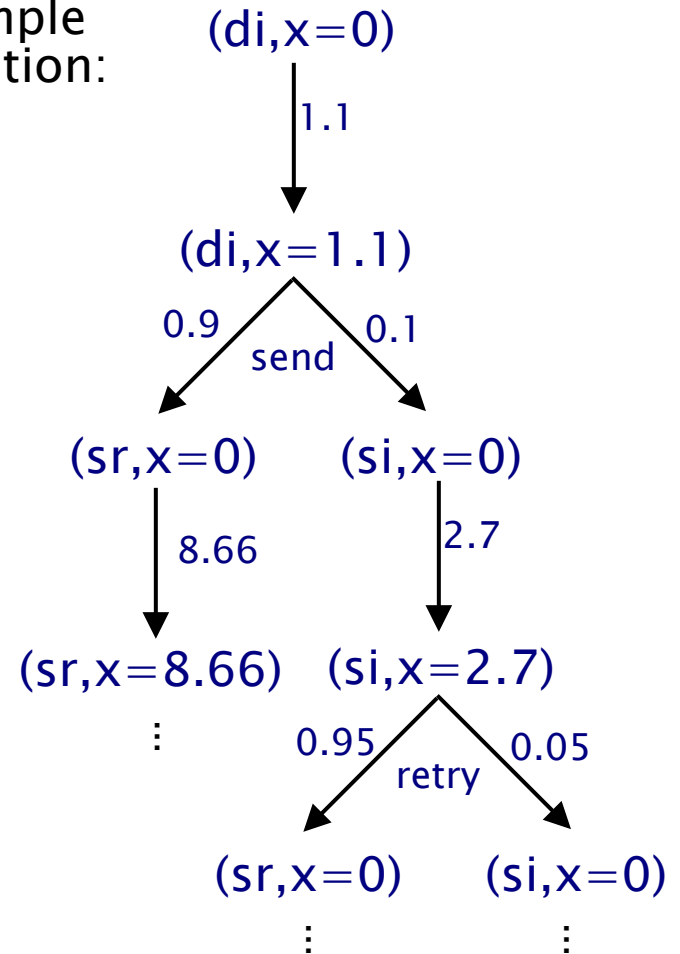 (di,x=0)
tion:
1.1
(di,x=1.1)
0.9 0.1
send
(sr,x=0) (si,x=0)
8.66 2.7
(sr,x=8.66) (si,x=2.7)
⋮
0.95 0.05
retry
(sr,x=0) (si,x=0)
⋮ ⋮